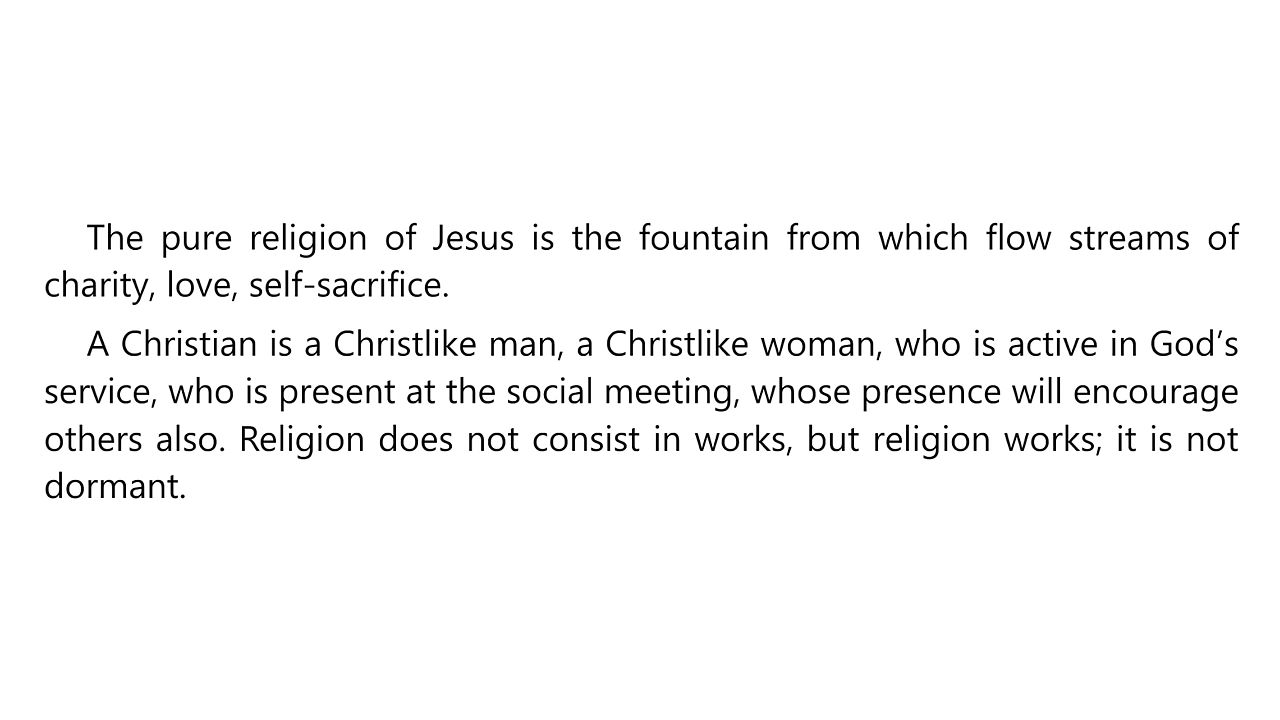 The pure religion of Jesus is the fountain from which flow streams of
charity, love, self-sacrifice.
A Christian is a Christlike man, a Christlike woman, who is active in God’s
service, who is present at the social meeting, whose presence will encourage
others also. Religion does not consist in works, but religion works; it is not
dormant.